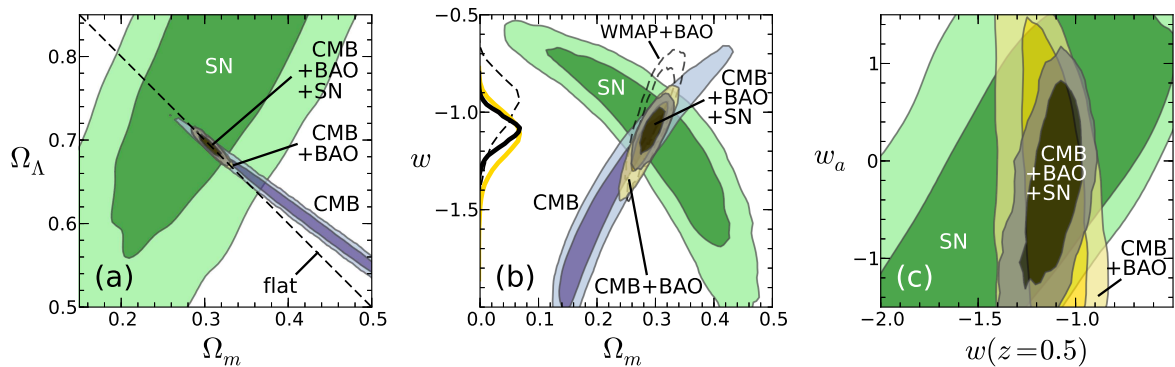 0.8
0.7
0.6
0.5
Ω_Λ
SN
CMB
+BAO
+SN
CMB
+BAO
CMB
flat
(a)
0.2
0.3
0.4
0.5
Ω_m
−0.5
−1.0
−1.5
w
WMAP+BAO
SN
CMB
+BAO
+SN
CMB
CMB+BAO
(b)
0.0
0.1
0.2
0.3
0.4
0.5
Ω_m
1
0
−1
w_a
SN
CMB
+BAO
+SN
CMB
+BAO
(c)
−2.0
−1.5
−1.0
w(z=0.5)